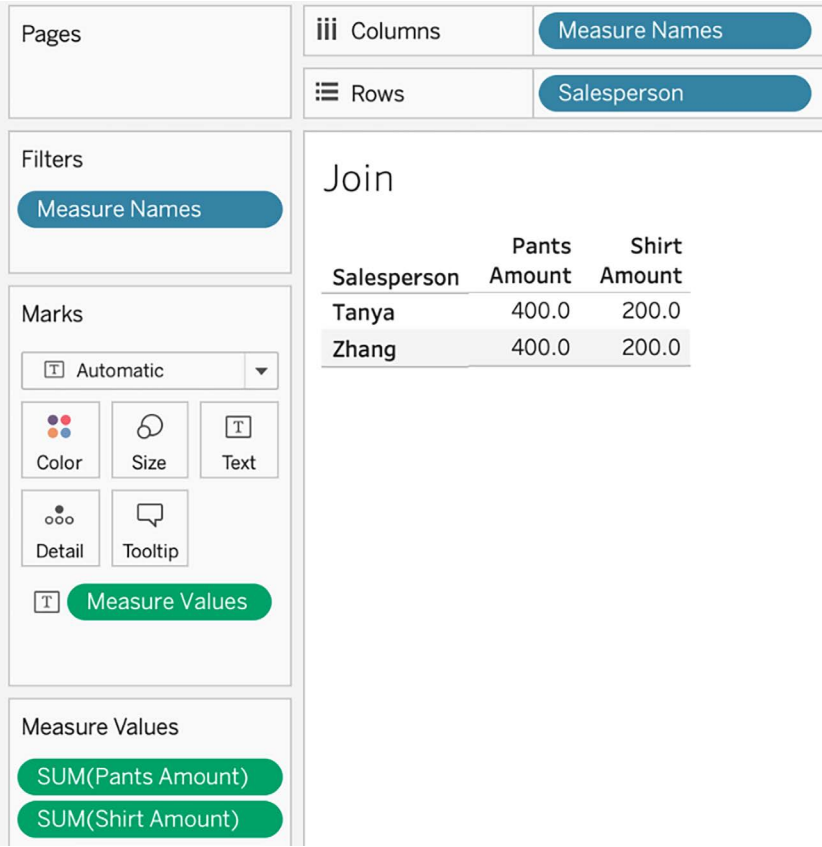 Pages
Columns
Measure Names
Rows
Salesperson
Filters
Measure Names
Marks
Automatic
Color
Size
T
Text
Detail
Tooltip
T
Measure Values
Measure Values
SUM(Pants Amount)
SUM(Shirt Amount)
Join
Pants Shirt
Salesperson Amount Amount
Tanya 400.0 200.0
Zhang 400.0 200.0